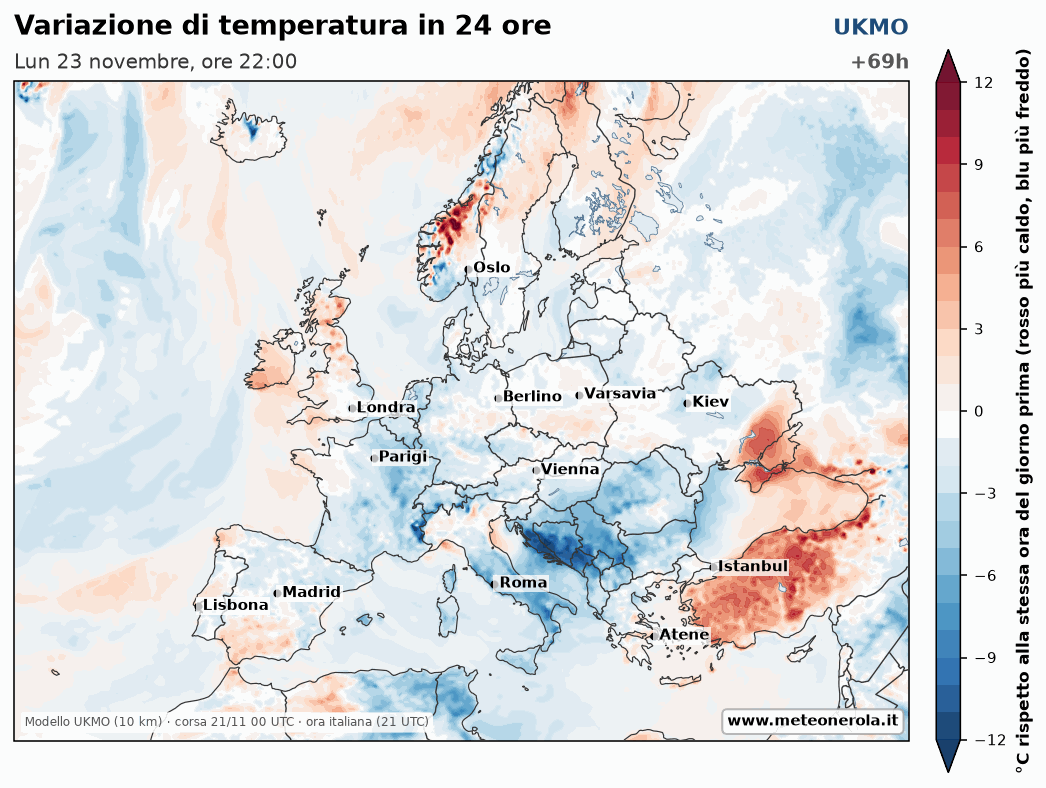 Variazione di temperatura in 24 ore
UKMO
Lun 23 novembre, ore 22:00
+69h
12
9
6
3
0
−3
−6
−9
−12
°C rispetto alla stessa ora del giorno prima (rosso più caldo, blu più freddo)
Oslo
Londra
Berlino
Varsavia
Kiev
Parigi
Vienna
Istanbul
Roma
Madrid
Lisbona
Atene
Modello UKMO (10 km) · corsa 21/11 00 UTC · ora italiana (21 UTC)
www.meteonerola.it